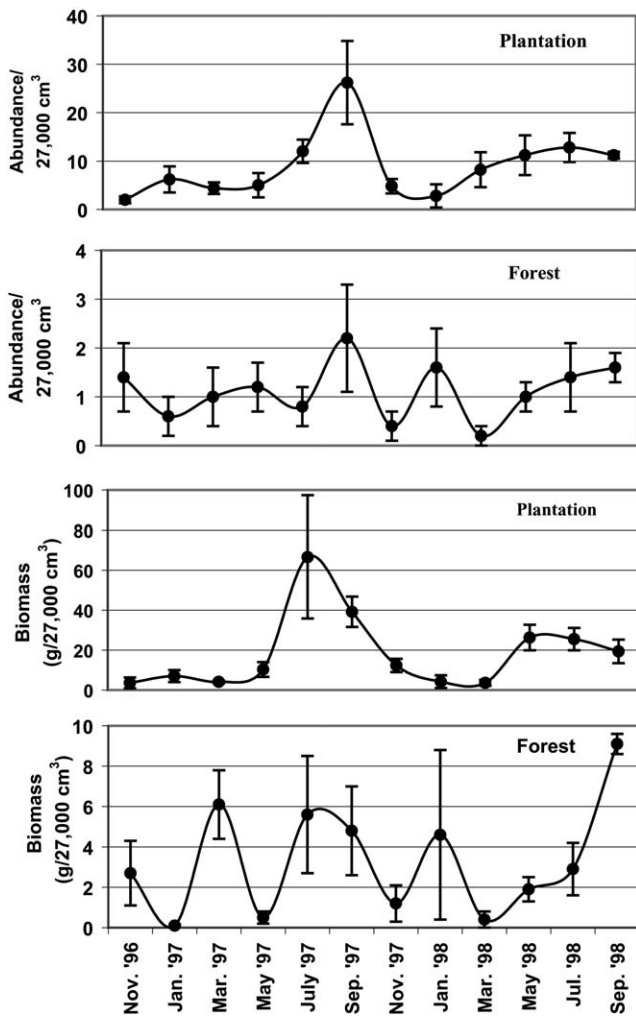 Abundance/
27,000 cm³
40
30
20
10
0
Plantation
Abundance/
27,000 cm³
4
3
2
1
0
Forest
Biomass
(g/27,000 cm³)
100
80
60
40
20
0
Plantation
Biomass
(g/27,000 cm³)
10
8
6
4
2
0
Forest
Nov. '96
Jan. '97
Mar. '97
May '97
July '97
Sep. '97
Nov. '97
Jan. '98
Mar. '98
May '98
Jul. '98
Sep. '98